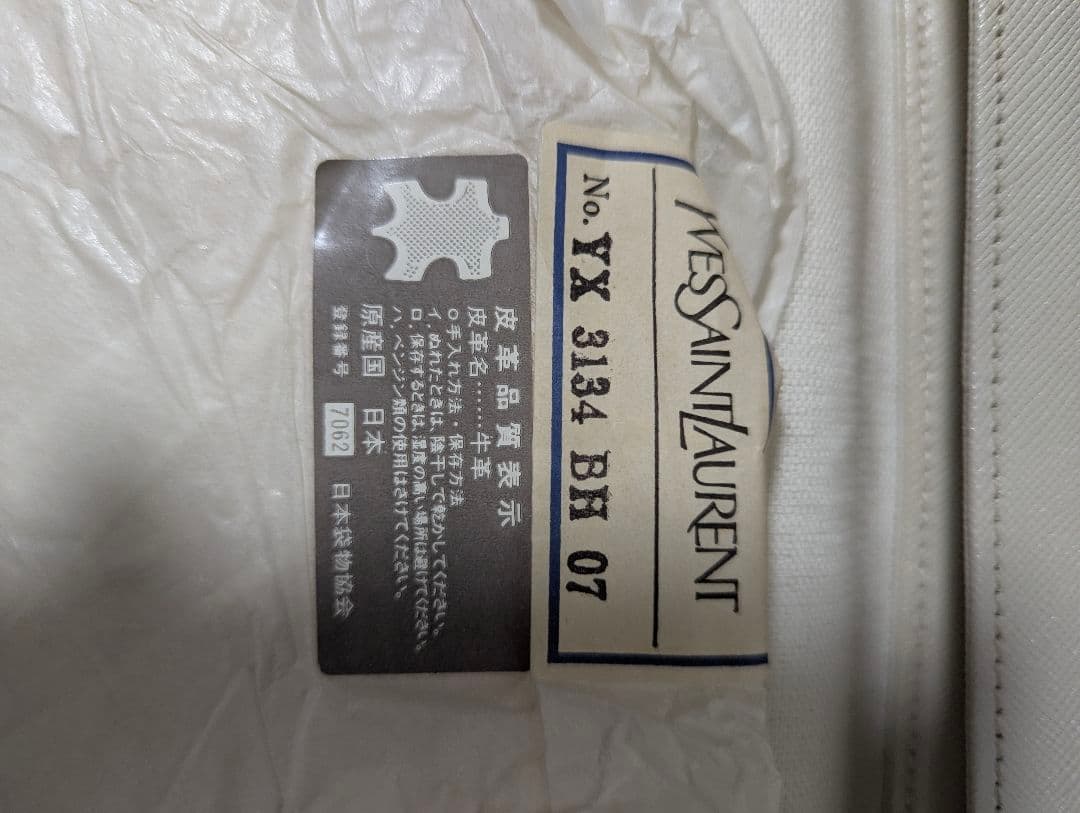 YVESSAINTLAURENT
No. YX 3134 BH 07
皮革品質表示
皮革名……牛革
○手入れ方法・保存方法
イ.ぬれたときは、陰干しで乾かしてください。
ロ.保存するときは、湿度の高い場所は避けてください。
ハ.ベンジン類の使用はさけてください。
原産国 日本
登録番号 7062 日本袋物協会